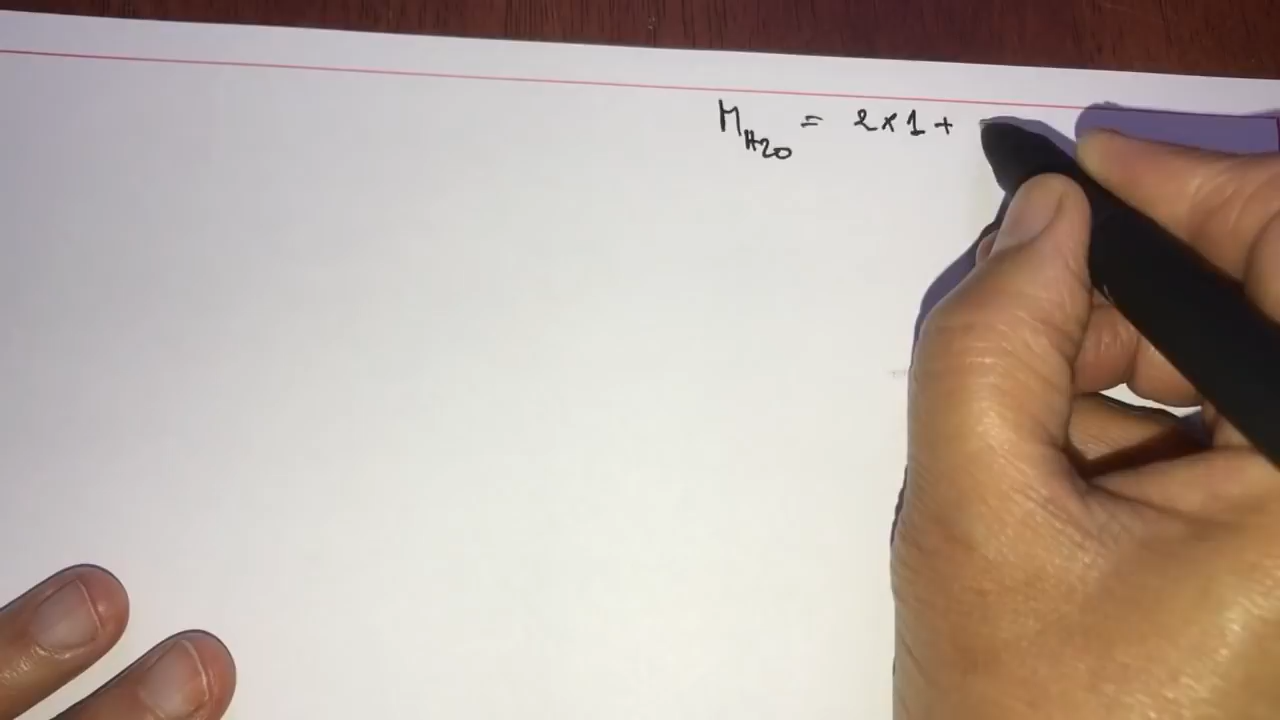 M_H2O = 2×1+